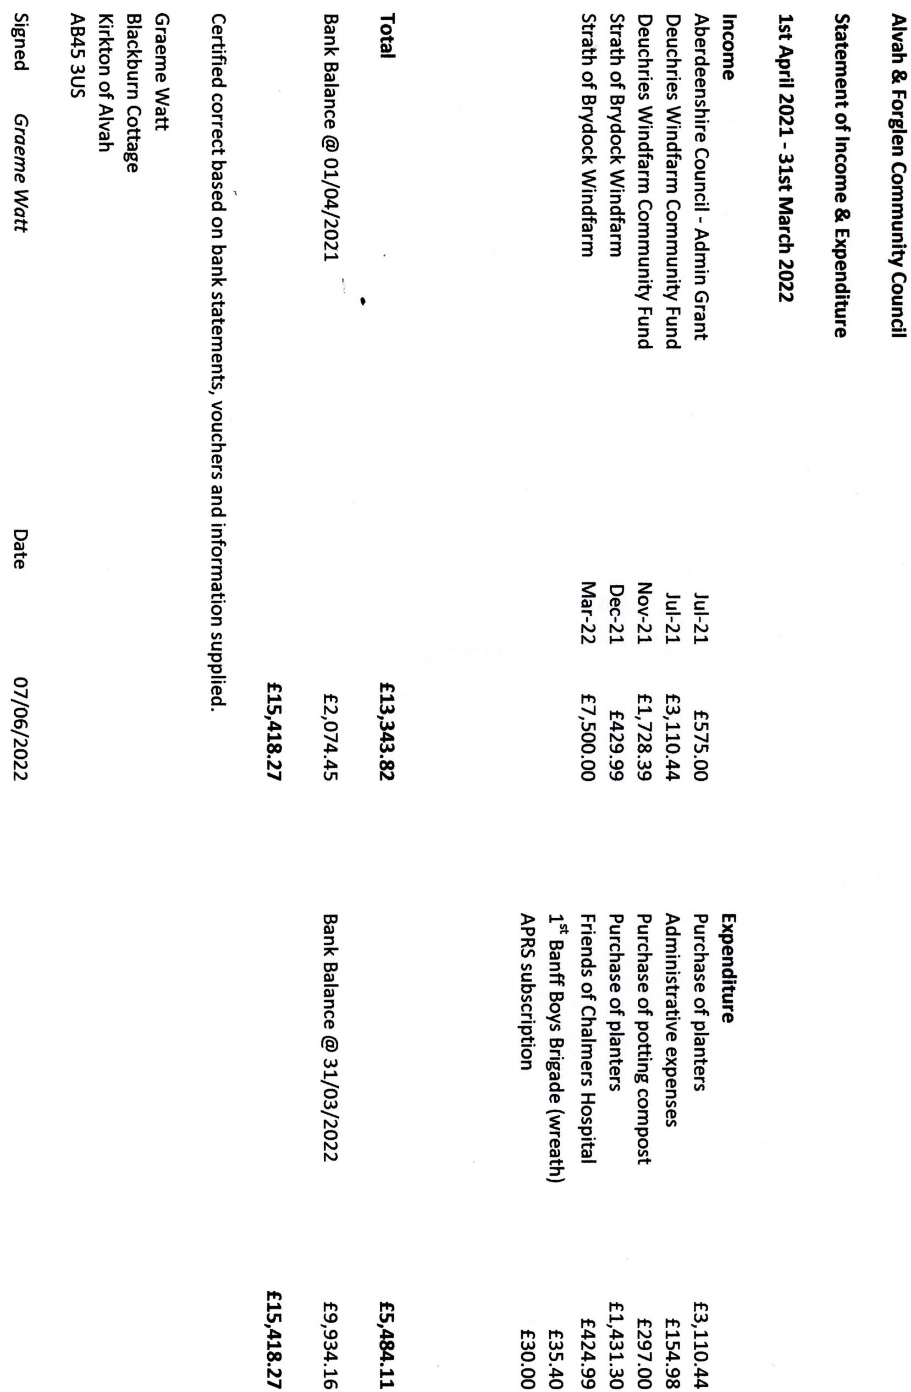 Alvah & Forglen Community Council
Statement of Income & Expenditure
1st April 2021 - 31st March 2022
Income Expenditure
Aberdeenshire Council - Admin Grant Jul-21 £575.00 Purchase of planters £3,110.44
Deuchries Windfarm Community Fund Jul-21 £3,110.44 Administrative expenses £154.98
Deuchries Windfarm Community Fund Nov-21 £1,728.39 Purchase of potting compost £297.00
Strath of Brydock Windfarm Dec-21 £429.99 Purchase of planters £1,431.30
Strath of Brydock Windfarm Mar-22 £7,500.00 Friends of Chalmers Hospital £424.99
1st Banff Boys Brigade (wreath) £35.40
APRS subscription £30.00
Total £13,343.82 £5,484.11
Bank Balance @ 01/04/2021 £2,074.45 Bank Balance @ 31/03/2022 £9,934.16
£15,418.27 £15,418.27
Certified correct based on bank statements, vouchers and information supplied.
Graeme Watt
Blackburn Cottage
Kirkton of Alvah
AB45 3US
Signed Graeme Watt Date 07/06/2022